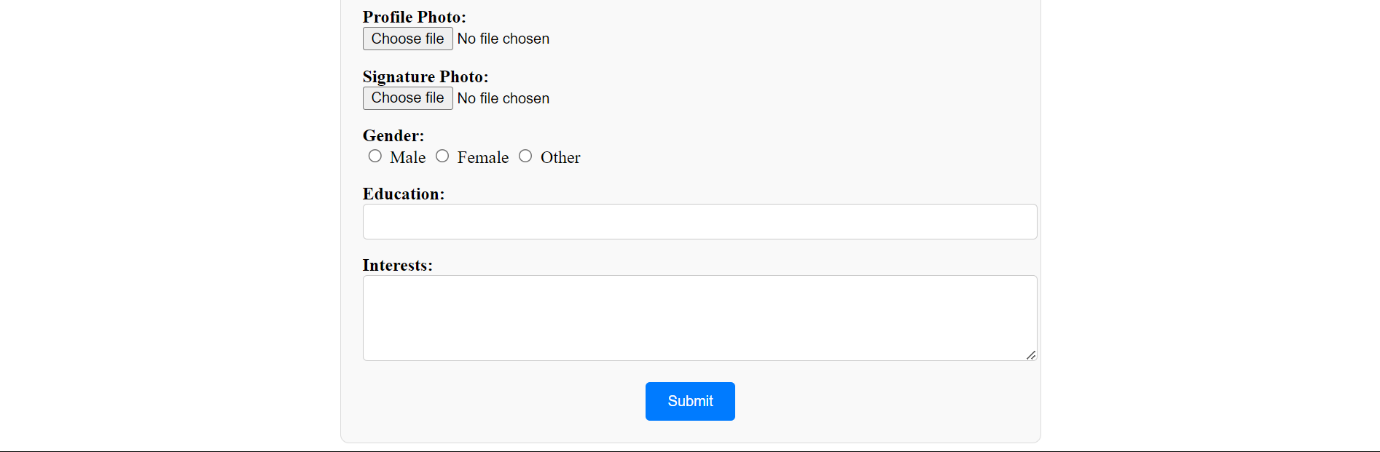 Profile Photo:
Choose file No file chosen
Signature Photo:
Choose file No file chosen
Gender:
Male Female Other
Education:
Interests:
Submit